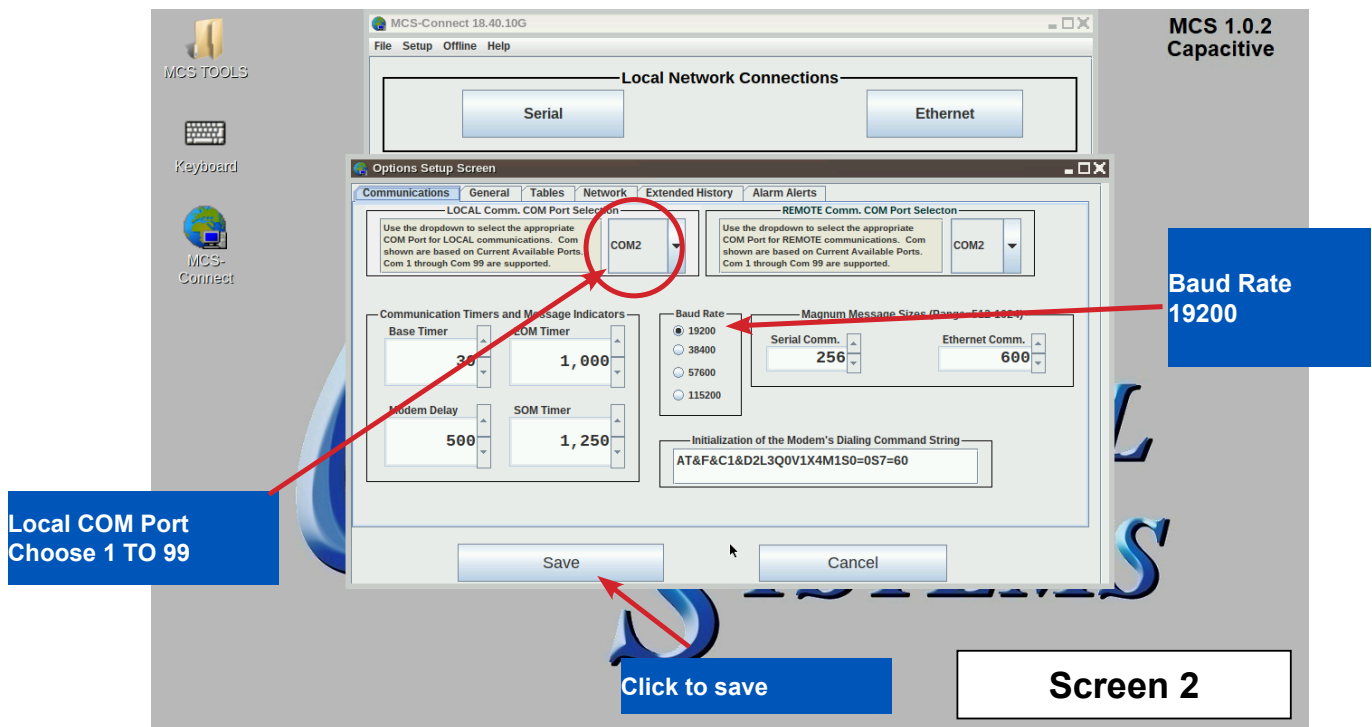 MCS TOOLS
Keyboard
MCS-
Connect
MCS-Connect 18.40.10G
File Setup Offline Help
Local Network Connections
Serial
Ethernet
MCS 1.0.2
Capacitive
Options Setup Screen
Communications General Tables Network Extended History Alarm Alerts
LOCAL Comm. COM Port Selection
Use the dropdown to select the appropriate
COM Port for LOCAL communications. Com
shown are based on Current Available Ports.
Com 1 through Com 99 are supported.
COM2
REMOTE Comm. COM Port Selecton
Use the dropdown to select the appropriate
COM Port for REMOTE communications. Com
shown are based on Current Available Ports.
Com 1 through Com 99 are supported.
COM2
Communication Timers and Message Indicators
Base Timer
30
EOM Timer
1,000
Modem Delay
500
SOM Timer
1,250
Baud Rate
19200
38400
57600
115200
Magnum Message Sizes (Range: 512-1024)
Serial Comm.
256
Ethernet Comm.
600
Initialization of the Modem's Dialing Command String
AT&F&C1&D2L3Q0V1X4M1S0=0S7=60
Save
Cancel
Baud Rate
19200
Local COM Port
Choose 1 TO 99
Click to save
Screen 2